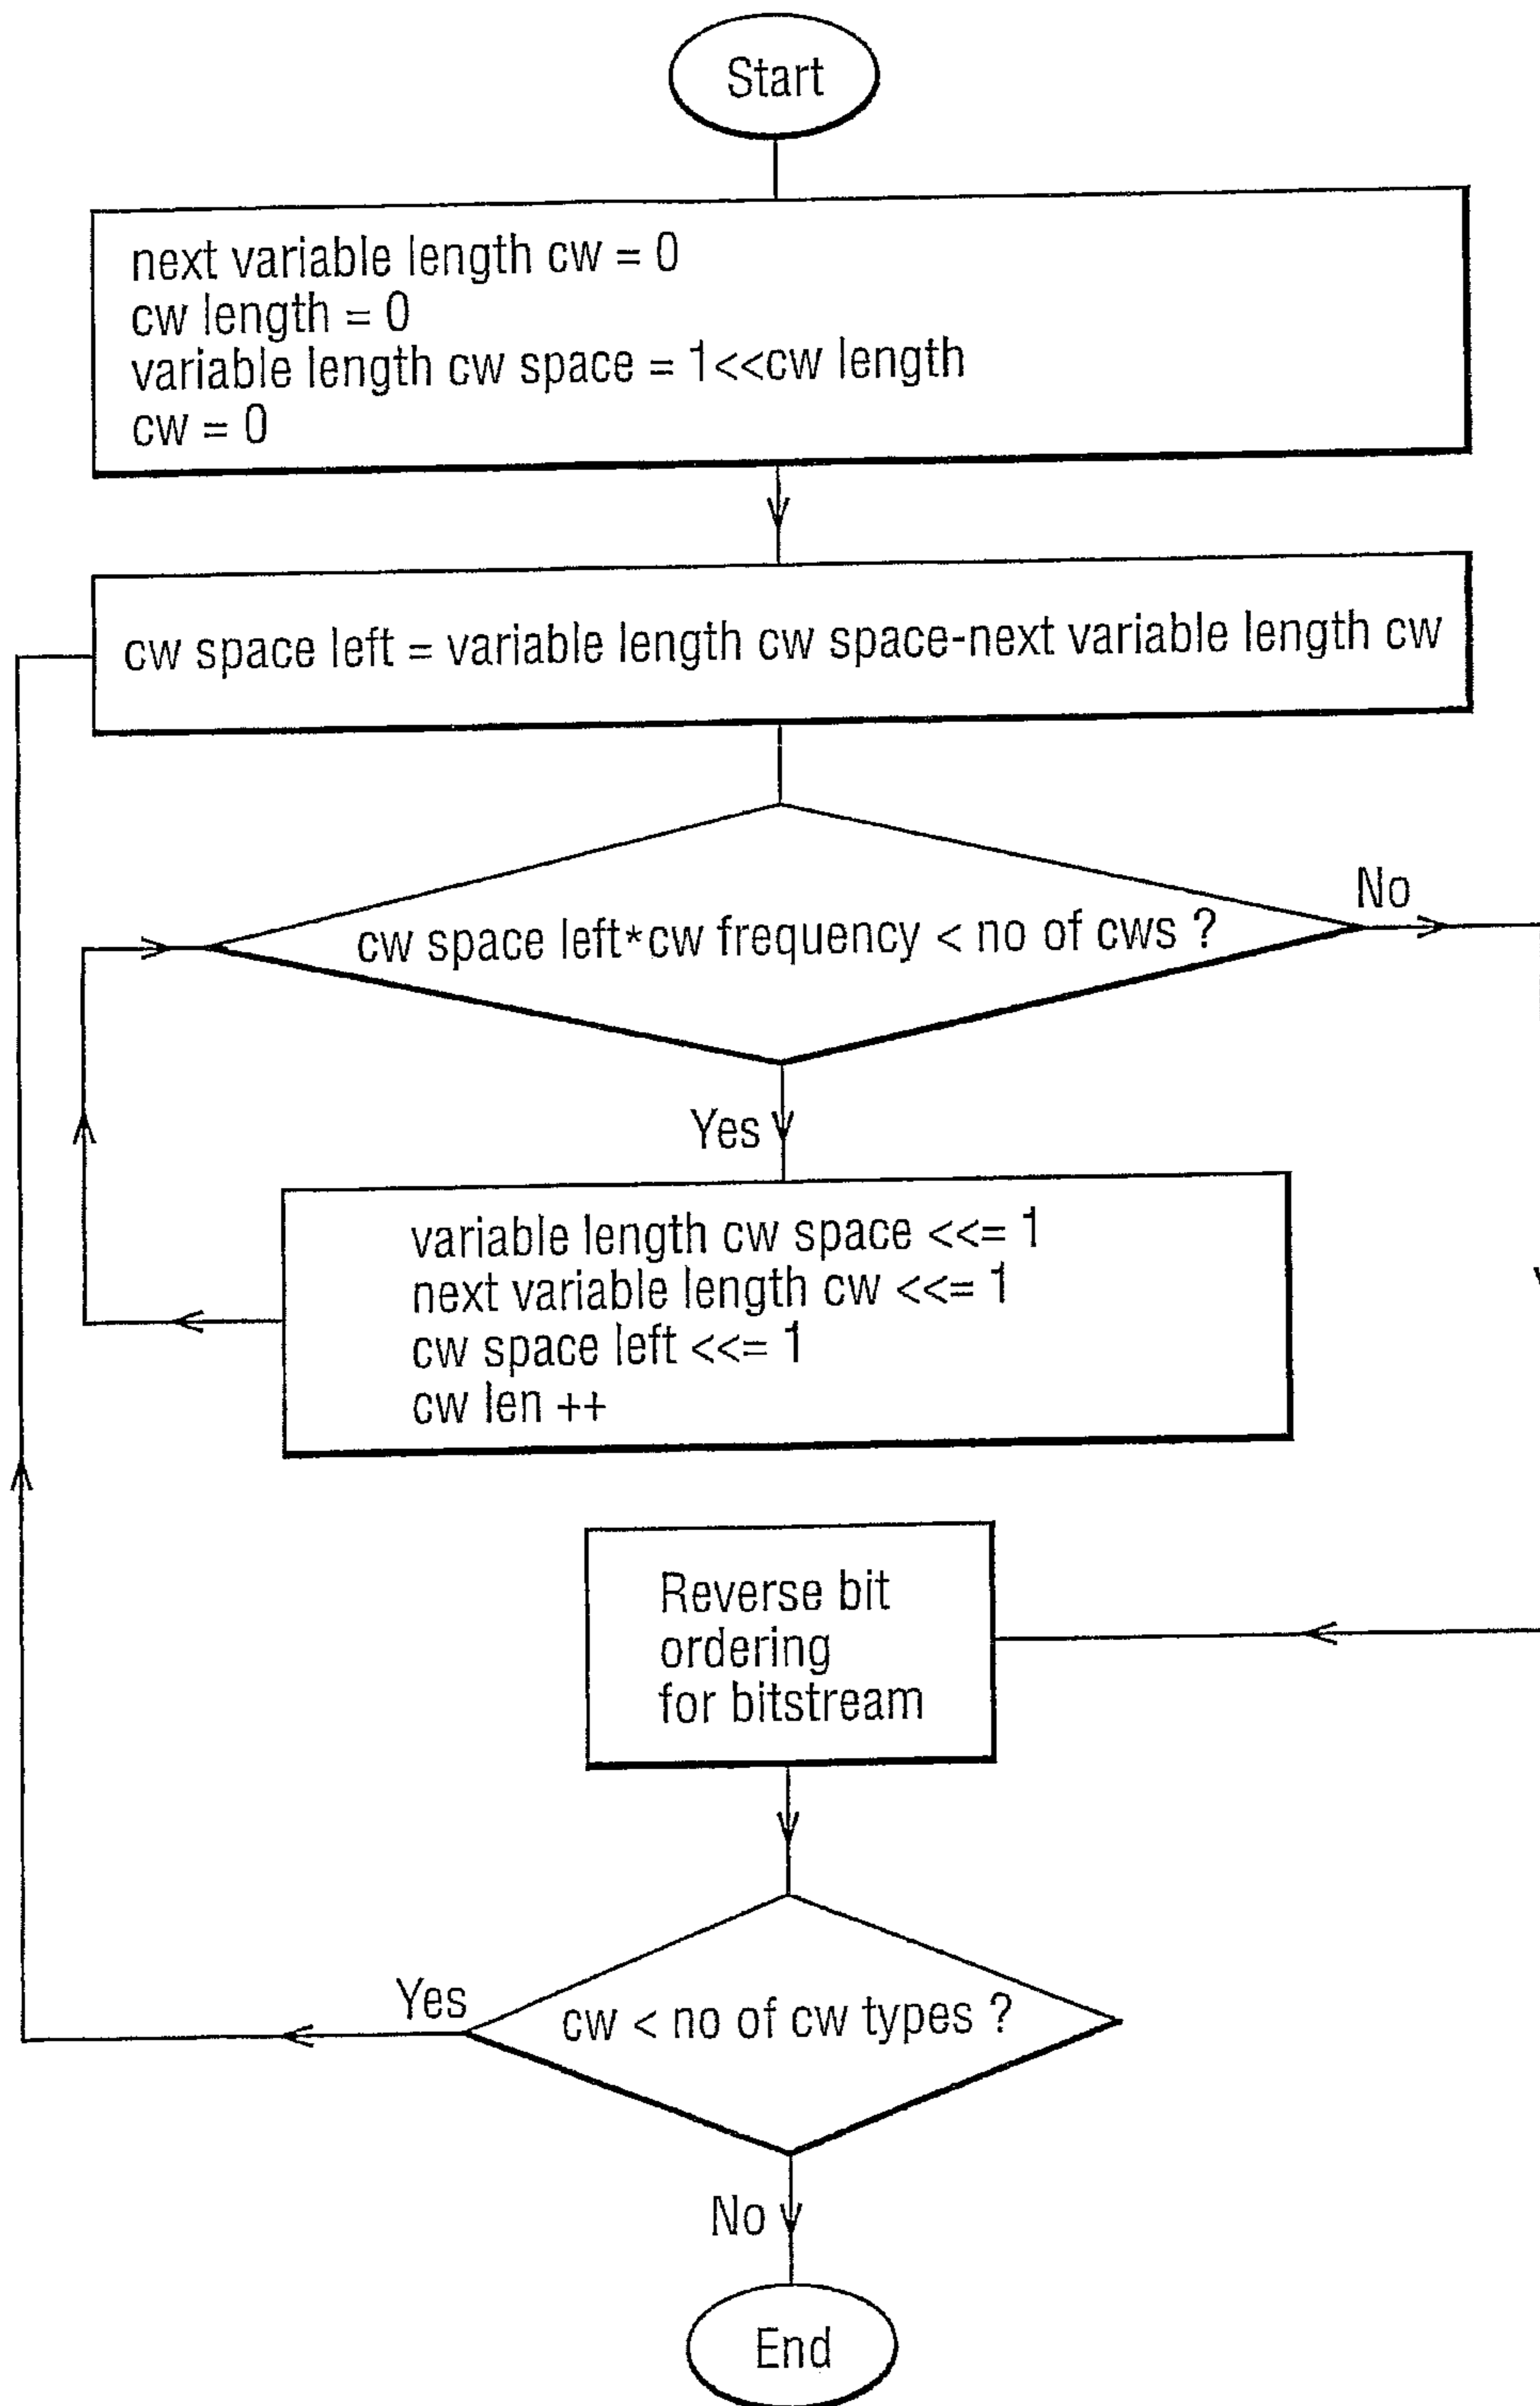 Start
next variable length cw = 0
cw length = 0
variable length cw space = 1<<cw length
cw = 0
cw space left = variable length cw space-next variable length cw
No
cw space left*cw frequency < no of cws ?
Yes
variable length cw space <<= 1
next variable length cw <<= 1
cw space left <<= 1
cw len ++
Reverse bit
ordering
for bitstream
Yes
cw < no of cw types ?
No
End